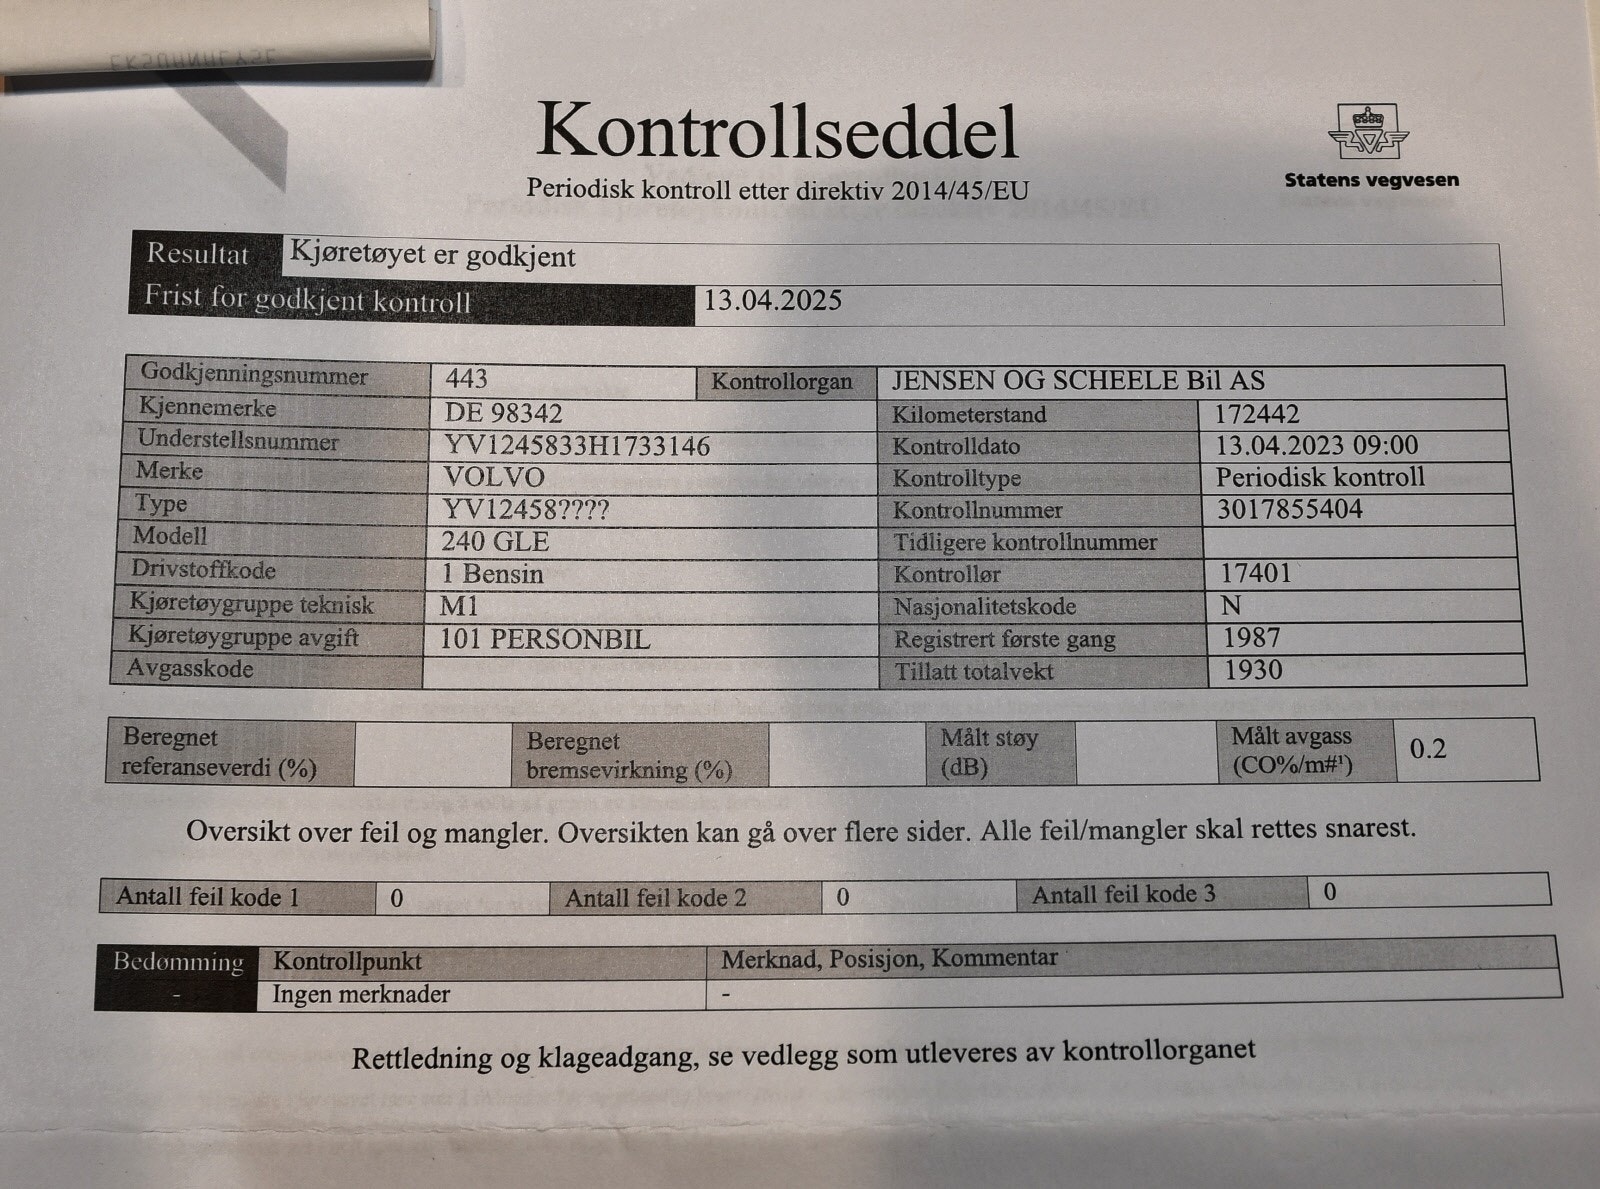 Kontrollseddel
Periodisk kontroll etter direktiv 2014/45/EU
Statens vegvesen
Resultat Kjøretøyet er godkjent
Frist for godkjent kontroll 13.04.2025
Godkjenningsnummer 443 Kontrollorgan JENSEN OG SCHEELE Bil AS
Kjennemerke DE 98342 Kilometerstand 172442
Understellsnummer YV1245833H1733146 Kontrolldato 13.04.2023 09:00
Merke VOLVO Kontrolltype Periodisk kontroll
Type YV12458???? Kontrollnummer 3017855404
Modell 240 GLE Tidligere kontrollnummer
Drivstoffkode 1 Bensin Kontrollør 17401
Kjøretøygruppe teknisk M1 Nasjonalitetskode N
Kjøretøygruppe avgift 101 PERSONBIL Registrert første gang 1987
Avgasskode Tillatt totalvekt 1930
Beregnet Beregnet Målt støy Målt avgass 0.2
referanseverdi (%) bremsevirkning (%) (dB) (CO%/m#¹)
Oversikt over feil og mangler. Oversikten kan gå over flere sider. Alle feil/mangler skal rettes snarest.
Antall feil kode 1 0 Antall feil kode 2 0 Antall feil kode 3 0
Bedømming Kontrollpunkt Merknad, Posisjon, Kommentar
- Ingen merknader -
Rettledning og klageadgang, se vedlegg som utleveres av kontrollorganet